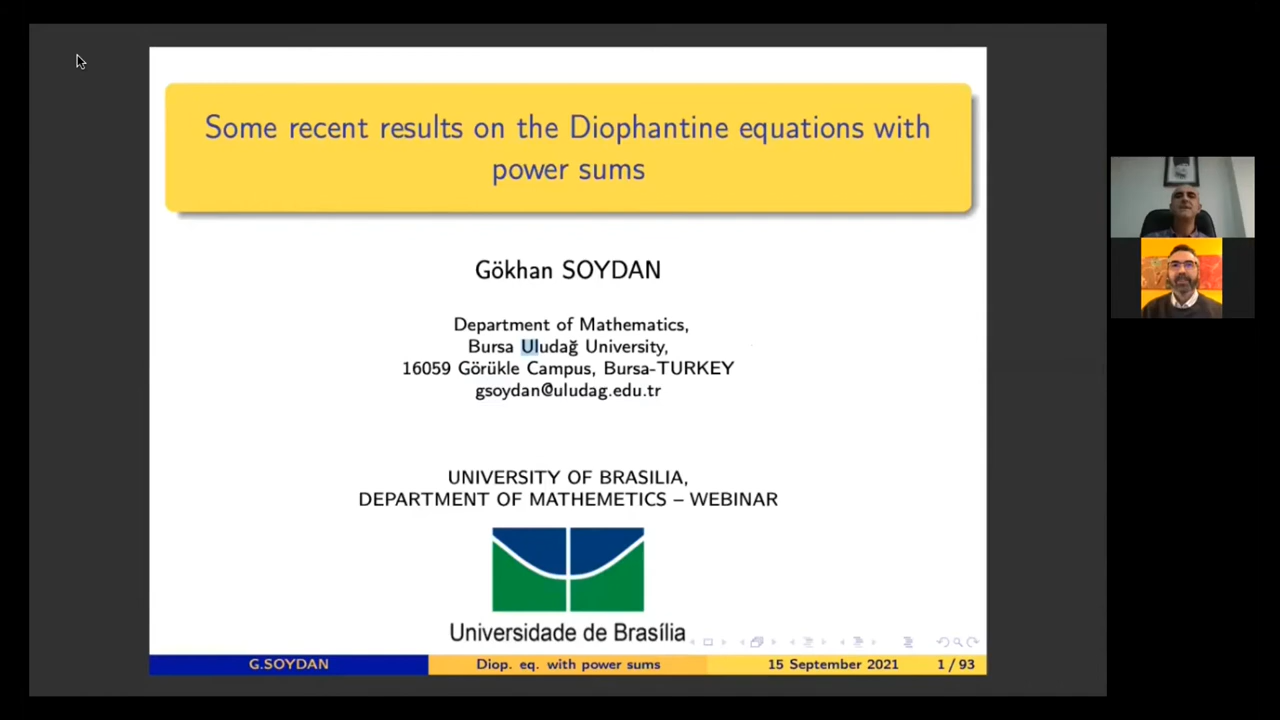 Some recent results on the Diophantine equations with
power sums
Gökhan SOYDAN
Department of Mathematics,
Bursa Uludağ University,
16059 Görükle Campus, Bursa-TURKEY
gsoydan@uludag.edu.tr
UNIVERSITY OF BRASILIA,
DEPARTMENT OF MATHEMETICS – WEBINAR
Universidade de Brasília
G.SOYDAN Diop. eq. with power sums 15 September 2021 1 / 93